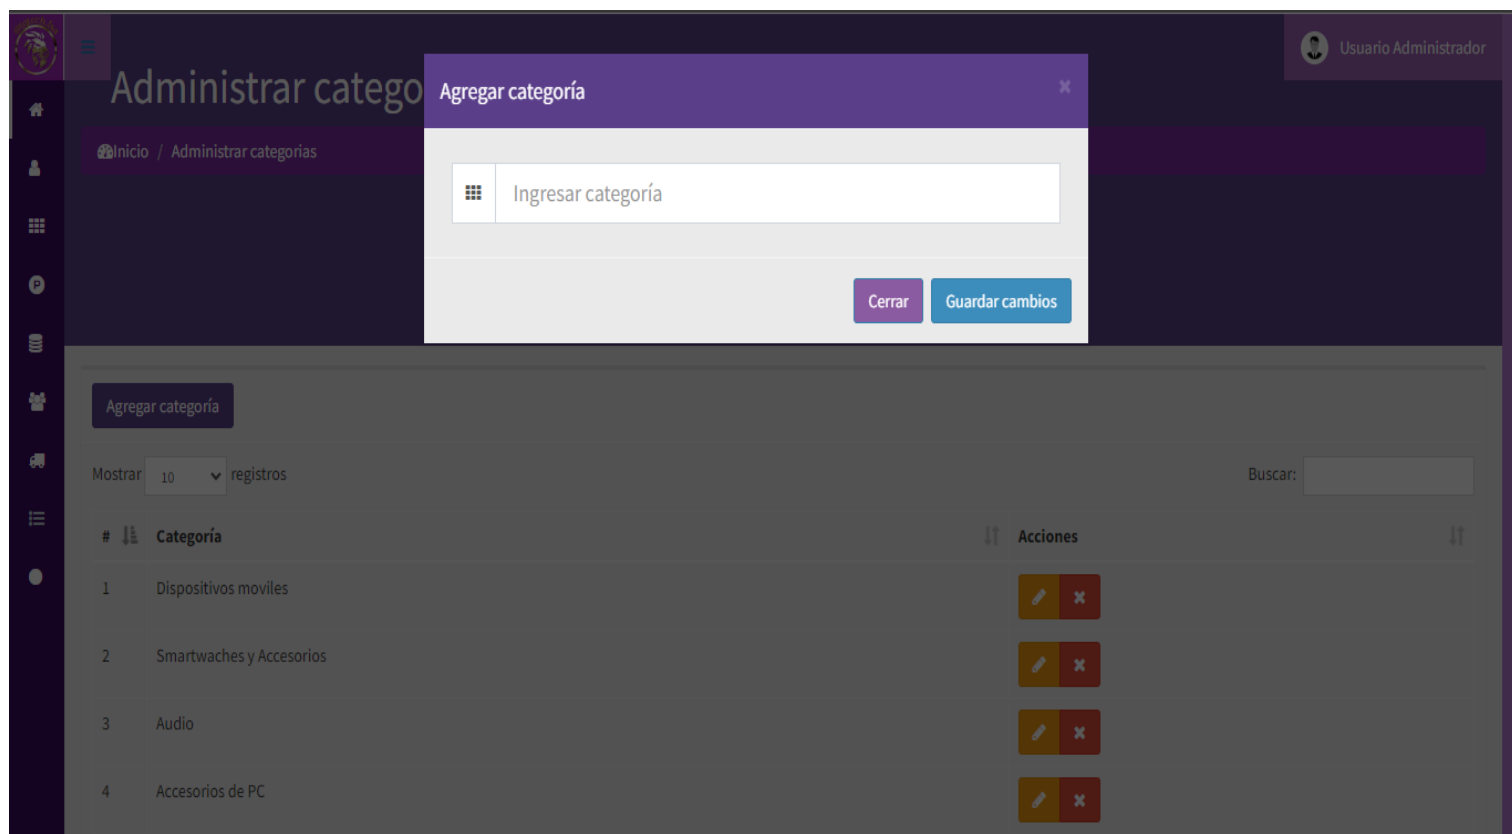 Usuario Administrador
Administrar catego
Agregar categoría ×
Inicio / Administrar categorias
Ingresar categoría
Cerrar Guardar cambios
Agregar categoría
Mostrar 10 registros Buscar:
# Categoría Acciones
1 Dispositivos moviles
2 Smartwaches y Accesorios
3 Audio
4 Accesorios de PC